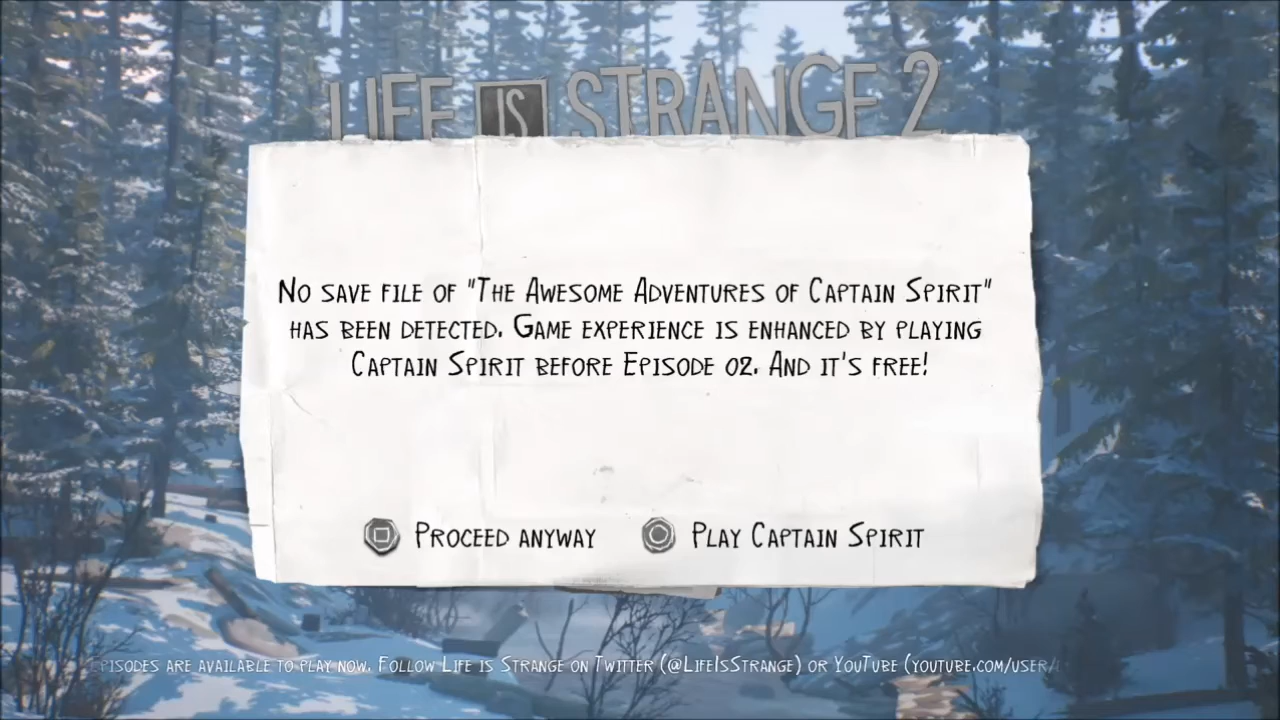 LIFE IS STRANGE 2
No save file of "The Awesome Adventures of Captain Spirit"
has been detected. Game experience is enhanced by playing
Captain Spirit before Episode 02. And it's free!
Proceed anyway Play Captain Spirit
episodes are available to play now. Follow Life is Strange on Twitter (@LifeIsStrange) or YouTube (youtube.com/user/